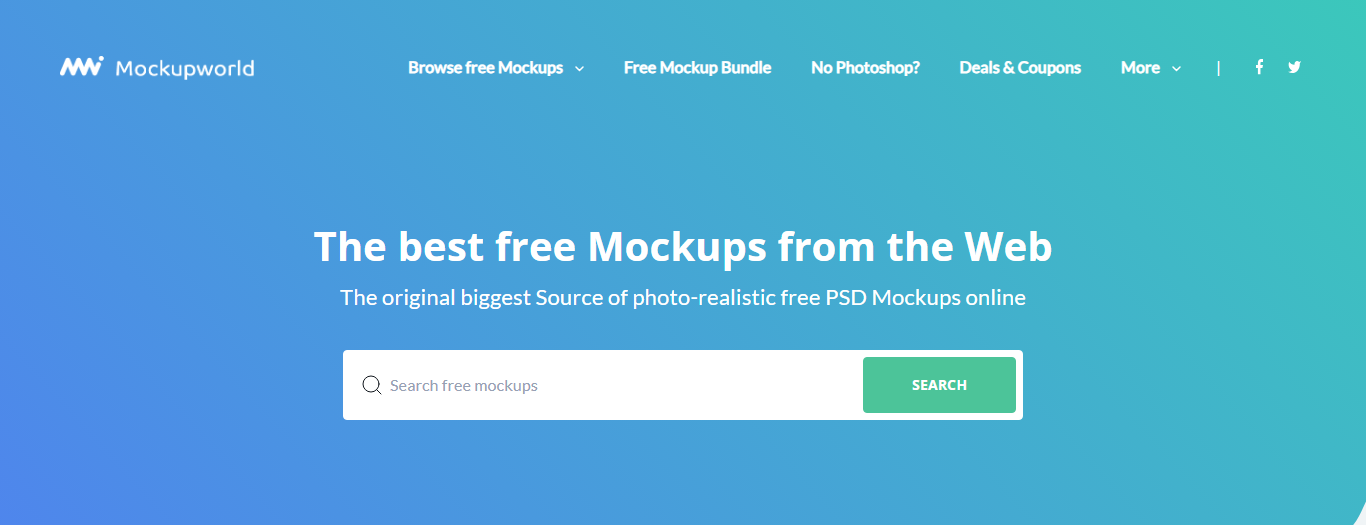 Mockupworld Browse free Mockups Free Mockup Bundle No Photoshop? Deals & Coupons More |
The best free Mockups from the Web
The original biggest Source of photo-realistic free PSD Mockups online
Search free mockups SEARCH